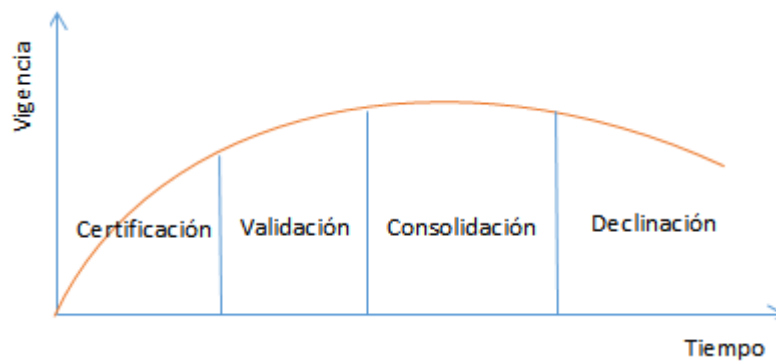 Vigencia
Certificación
Validación
Consolidación
Declinación
Tiempo